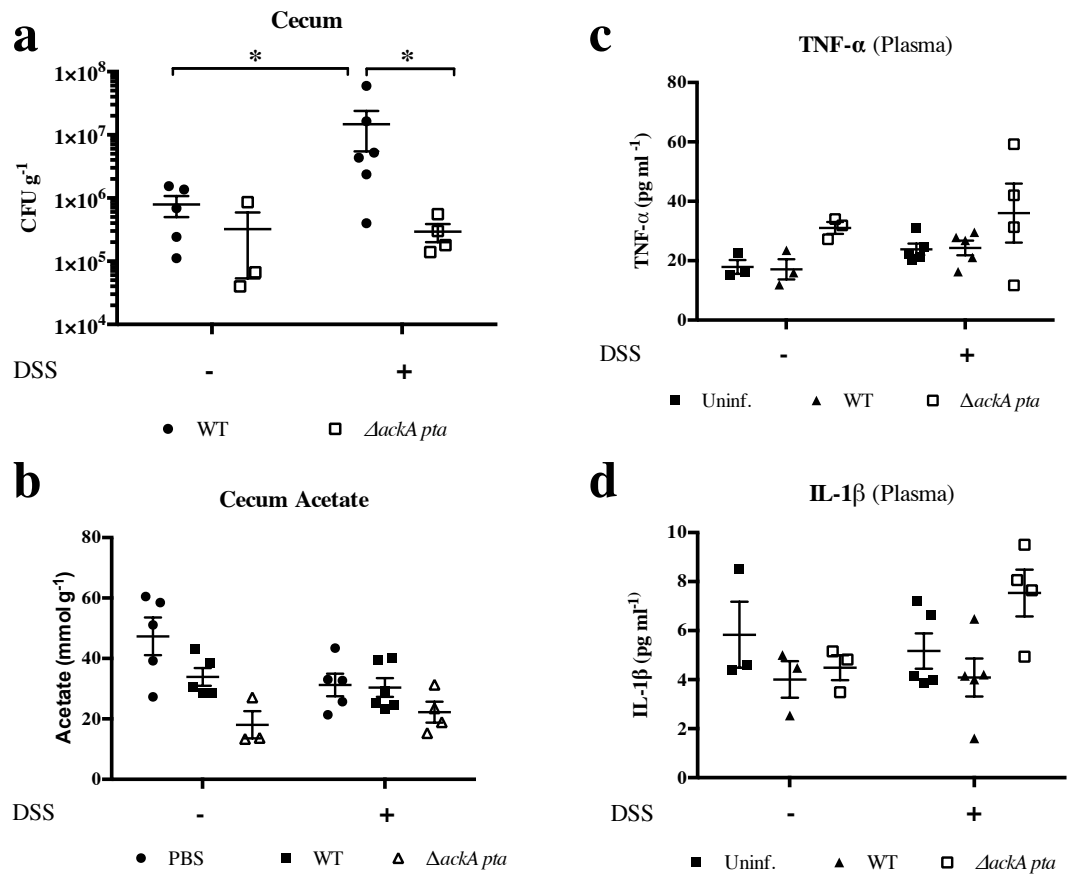 a
Cecum
*
*
1×10⁸
1×10⁷
1×10⁶
1×10⁵
1×10⁴
CFU g⁻¹
DSS
-
+
WT
ΔackA pta
b
Cecum Acetate
80
60
40
20
0
Acetate (mmol g⁻¹)
DSS
-
+
PBS
WT
ΔackA pta
c
TNF-α (Plasma)
80
60
40
20
0
TNF-α (pg ml⁻¹)
DSS
-
+
Uninf.
WT
ΔackA pta
d
IL-1β (Plasma)
10
8
6
4
2
0
IL-1β (pg ml⁻¹)
DSS
-
+
Uninf.
WT
ΔackA pta